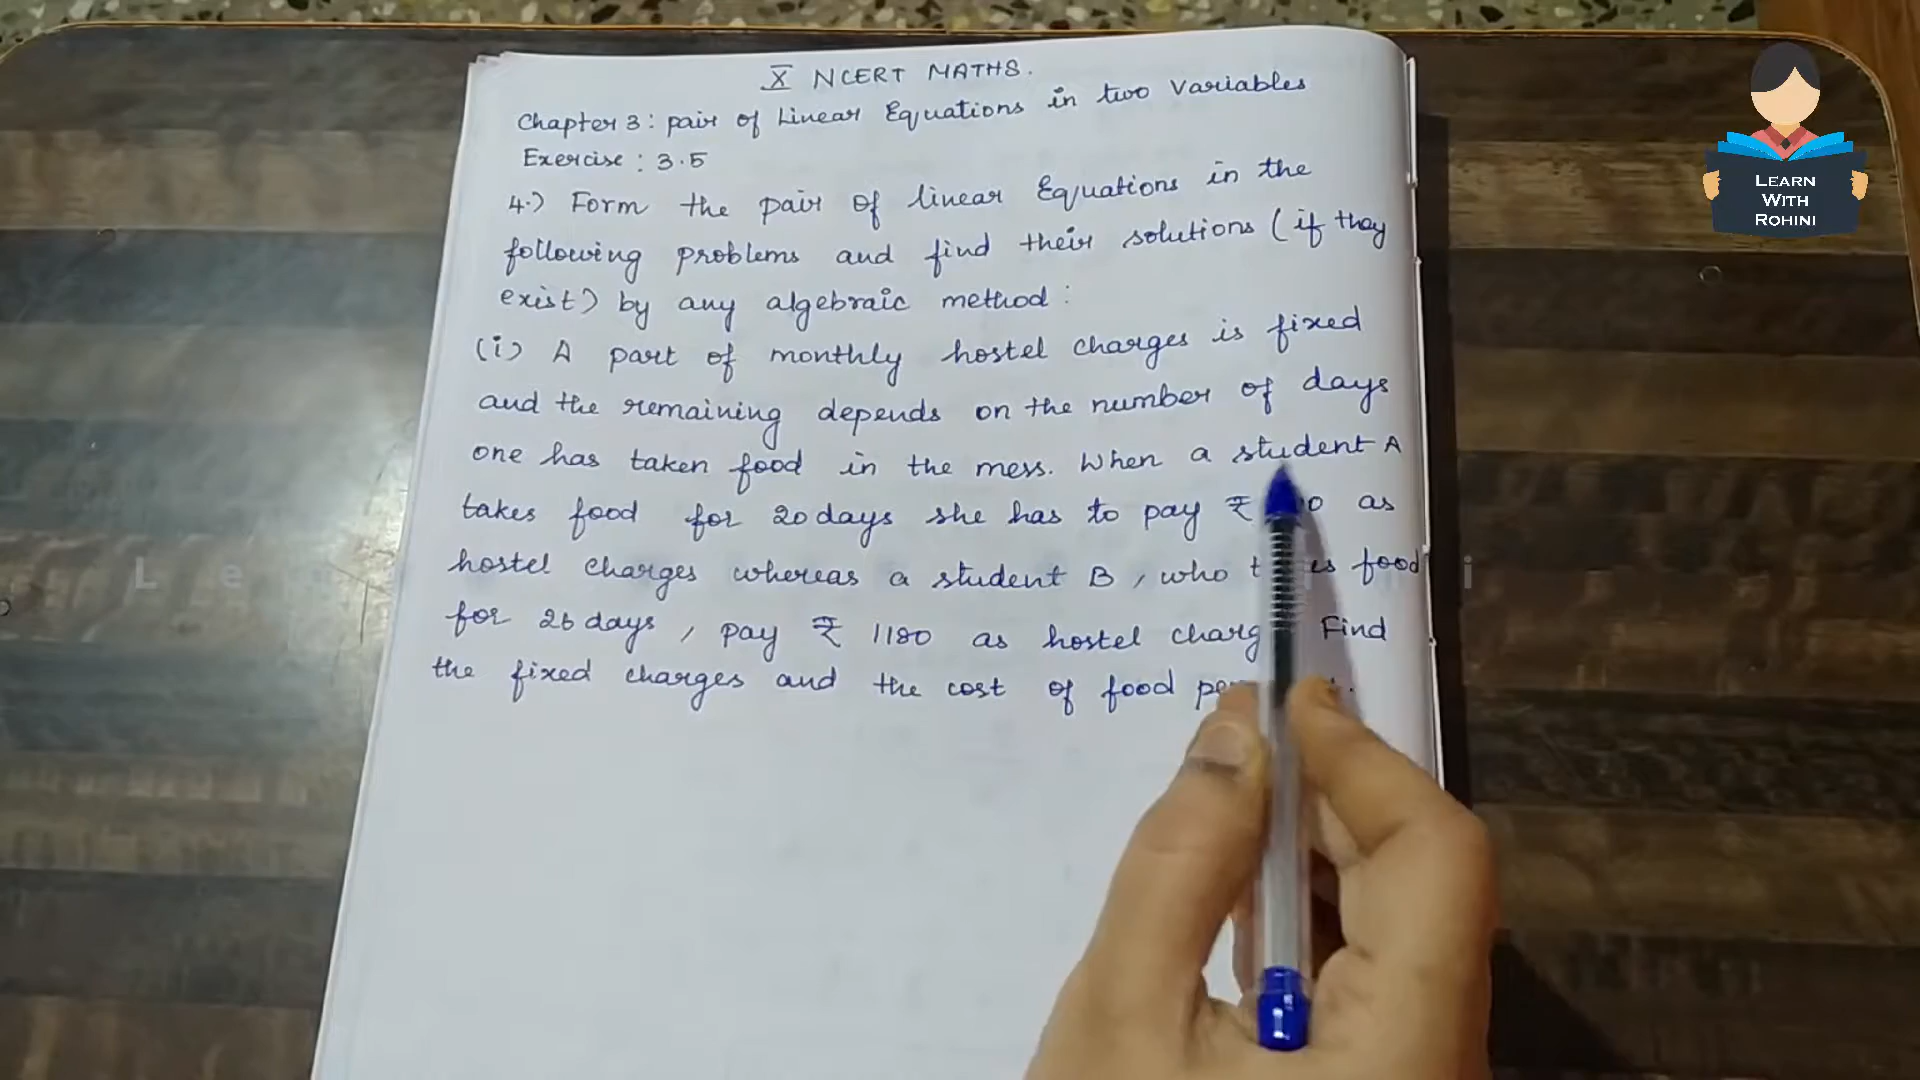 X NCERT MATHS.
Chapter 3: pair of Linear Equations in two variables
Exercise : 3.5
4.) Form the pair of linear Equations in the
following problems and find their solutions (if they
exist) by any algebraic method :
(i) A part of monthly hostel charges is fixed
and the remaining depends on the number of days
one has taken food in the mess. When a student A
takes food for 20 days she has to pay ₹ as
hostel charges whereas a student B, who food
for 26 days, pay ₹ 1180 as hostel Find
the fixed charges and the cost of food
LEARN
WITH
ROHINI